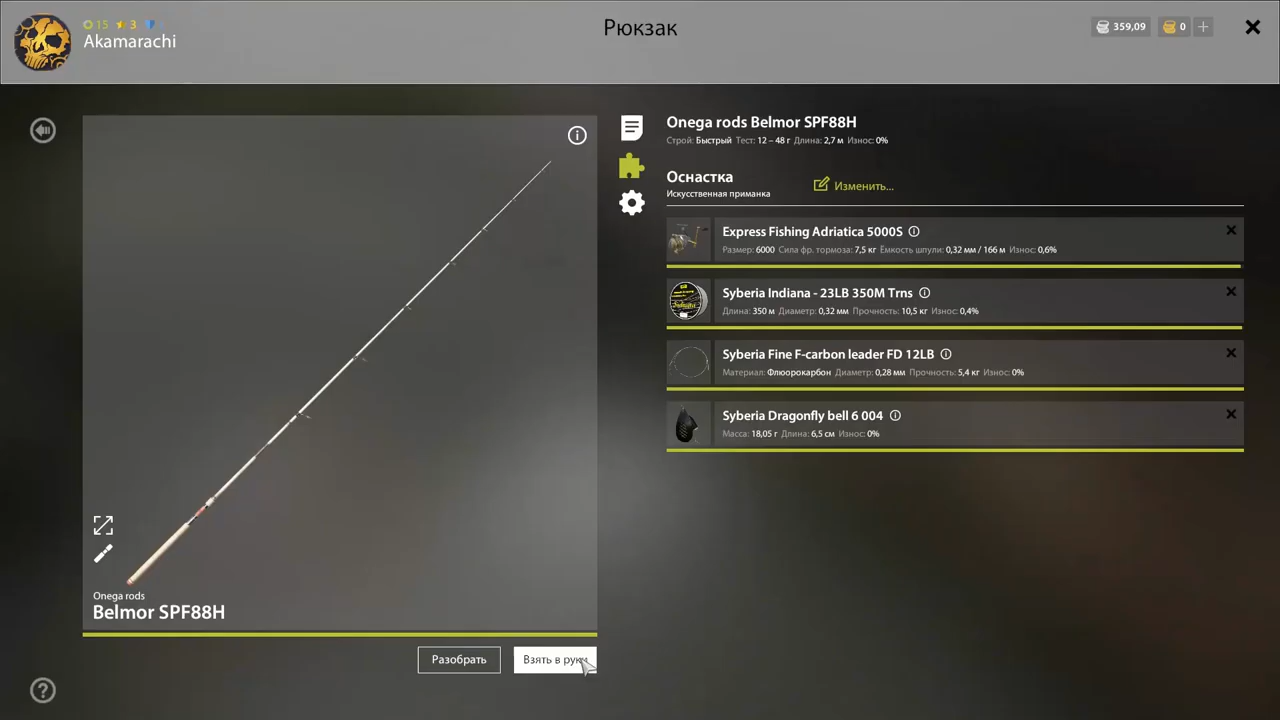 15 3
Akamarachi
Рюкзак
359,09
0
Onega rods Belmor SPF88H
Строй: Быстрый Тест: 12 – 48 г Длина: 2,7 м Износ: 0%
Оснастка
Искусственная приманка
Изменить...
Express Fishing Adriatica 5000S
Размер: 6000 Сила фр. тормоза: 7,5 кг Ёмкость шпули: 0,32 мм / 166 м Износ: 0,6%
Syberia Indiana - 23LB 350M Trns
Длина: 350 м Диаметр: 0,32 мм Прочность: 10,5 кг Износ: 0,4%
Syberia Fine F-carbon leader FD 12LB
Материал: Флюорокарбон Диаметр: 0,28 мм Прочность: 5,4 кг Износ: 0%
Syberia Dragonfly bell 6 004
Масса: 18,05 г Длина: 6,5 см Износ: 0%
Onega rods
Belmor SPF88H
Разобрать
Взять в руки